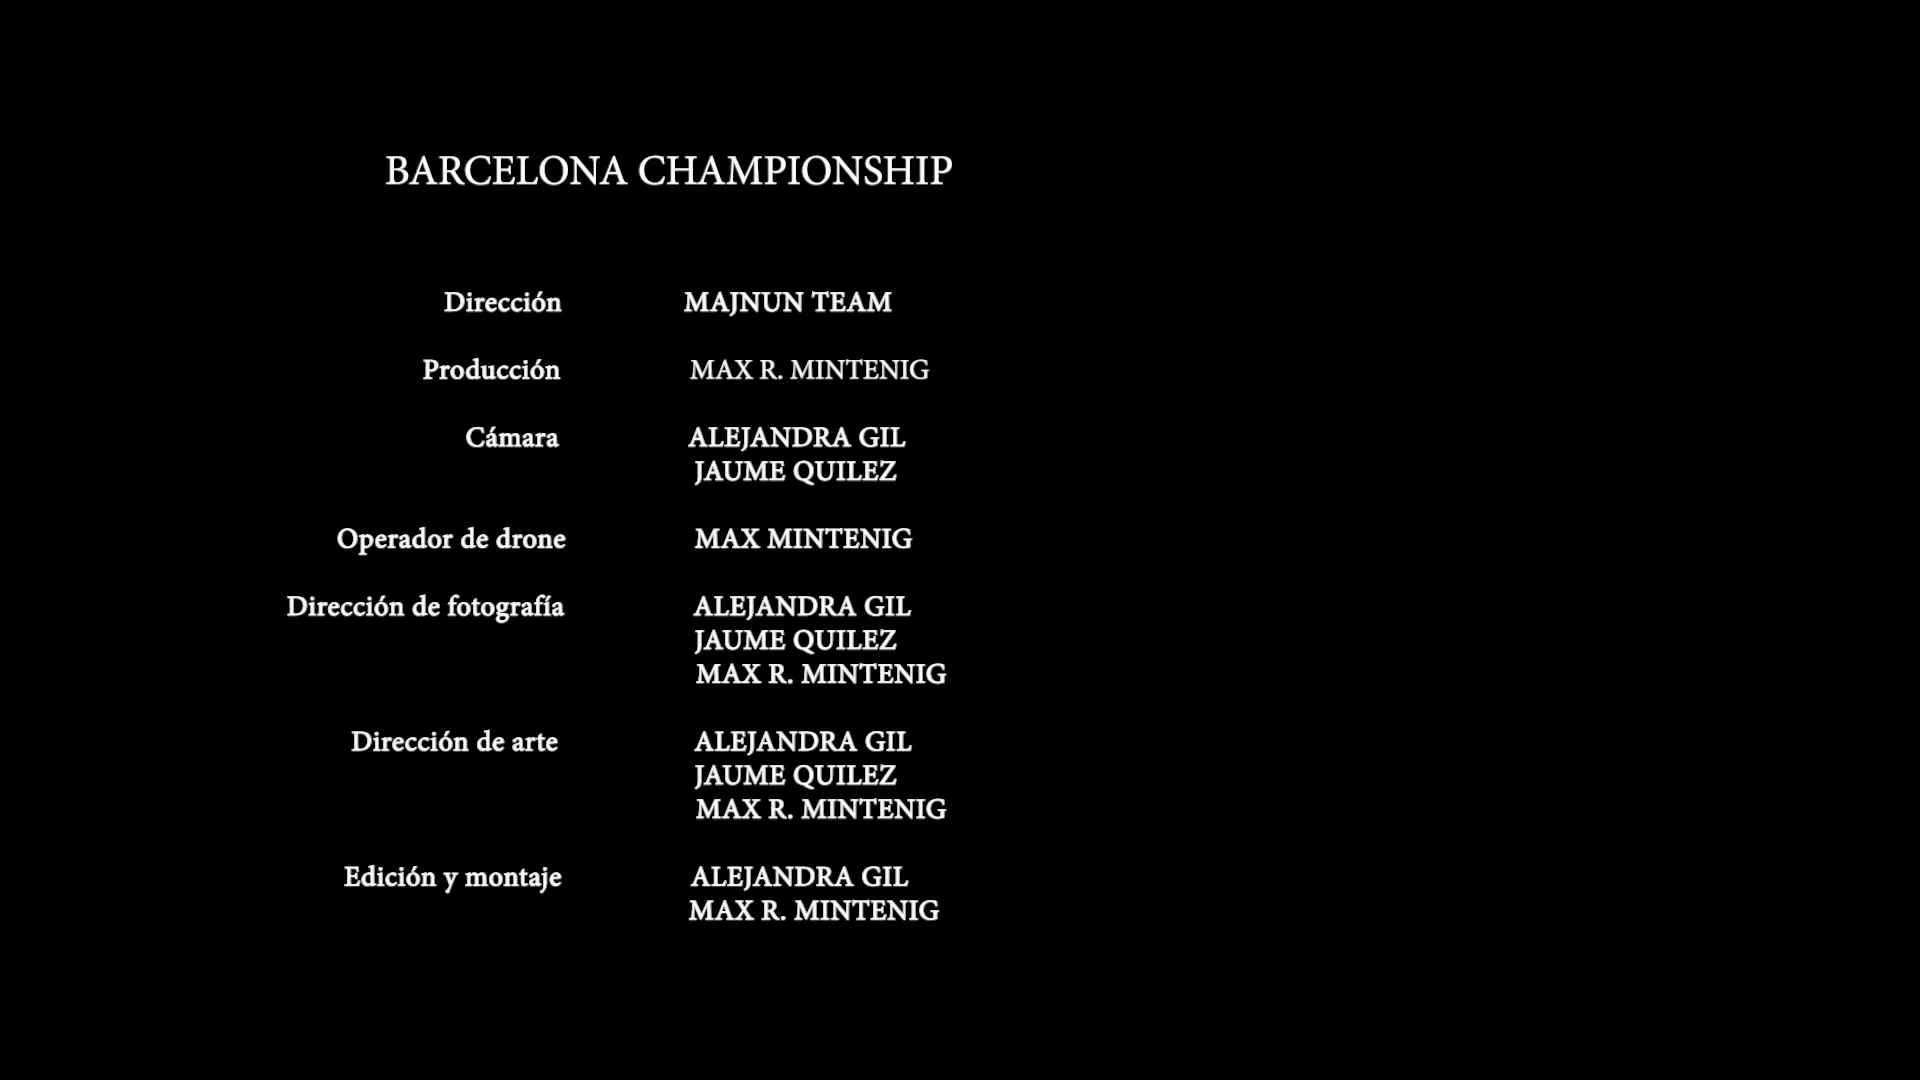 BARCELONA CHAMPIONSHIP
Dirección MAJNUN TEAM
Producción MAX R. MINTENIG
Cámara ALEJANDRA GIL
JAUME QUILEZ
Operador de drone MAX MINTENIG
Dirección de fotografía ALEJANDRA GIL
JAUME QUILEZ
MAX R. MINTENIG
Dirección de arte ALEJANDRA GIL
JAUME QUILEZ
MAX R. MINTENIG
Edición y montaje ALEJANDRA GIL
MAX R. MINTENIG